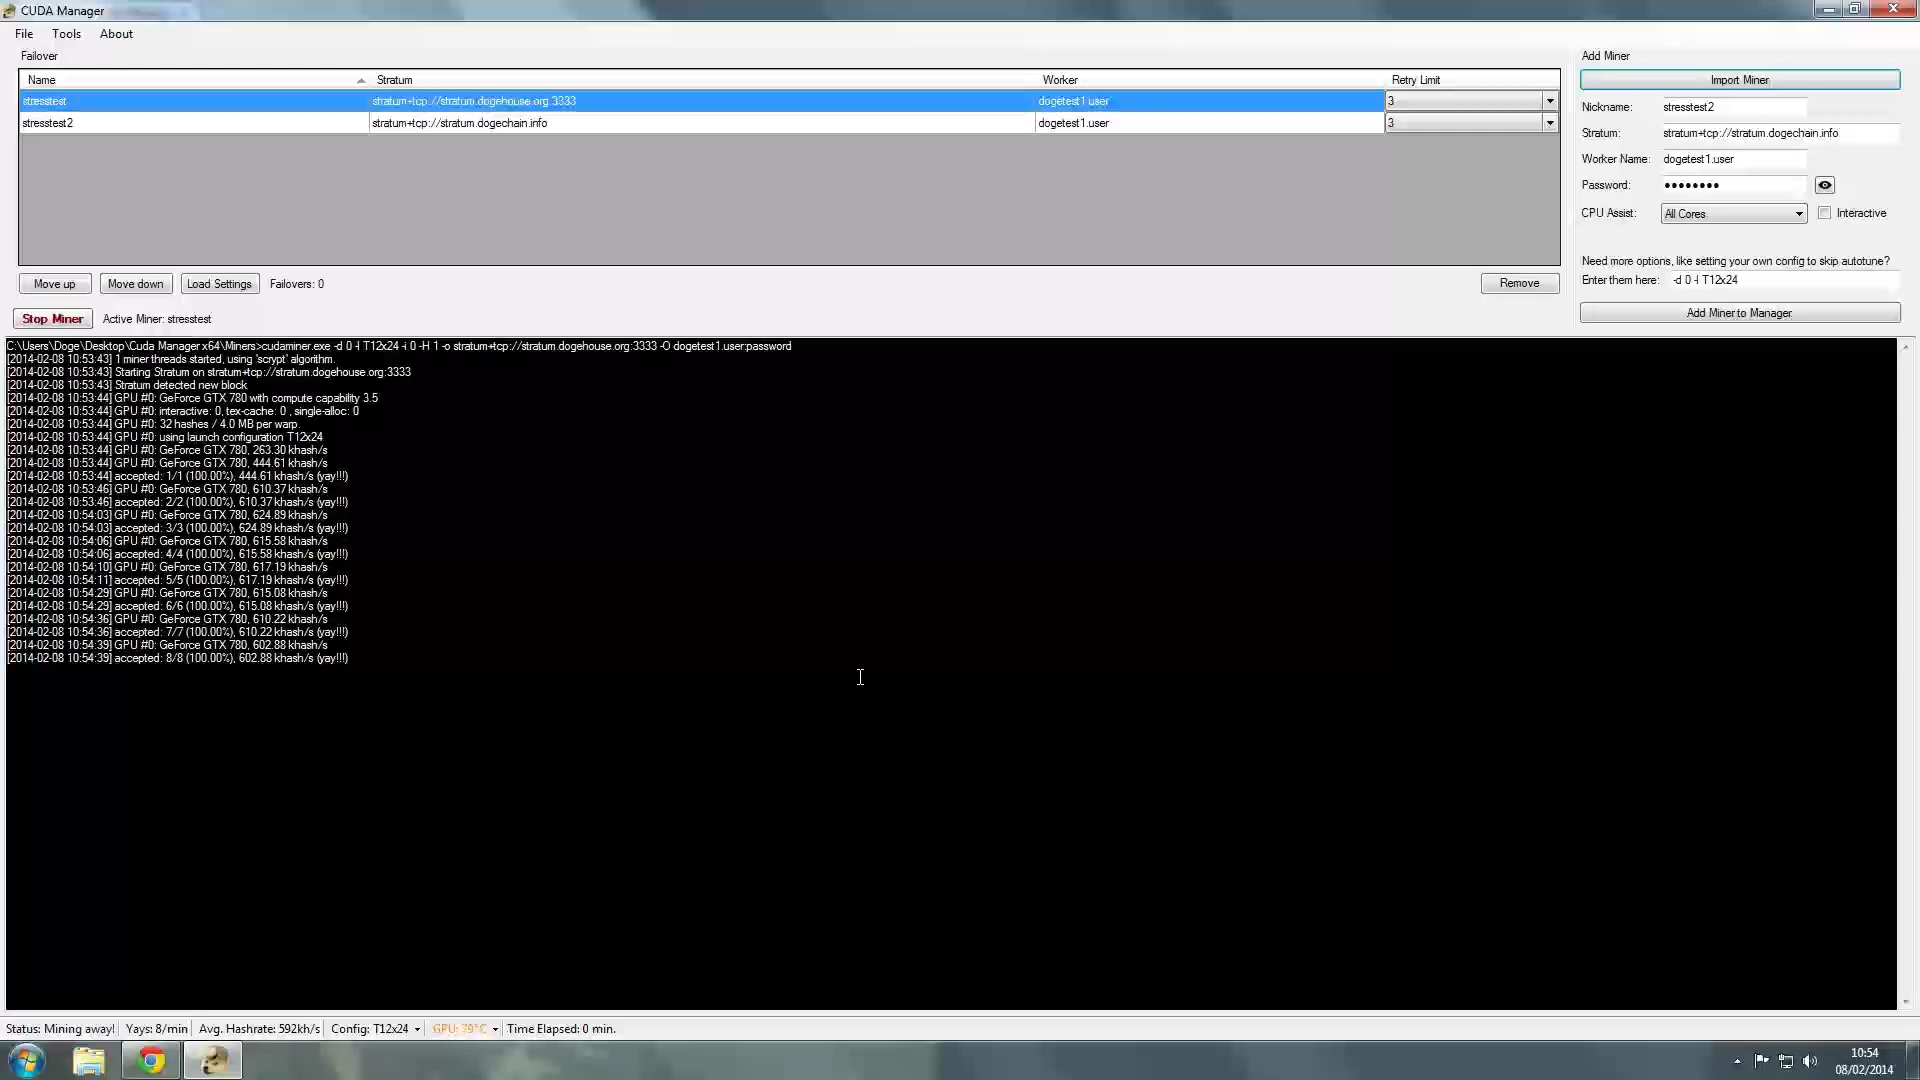 CUDA Manager
File Tools About
Failover
Name Stratum Worker Retry Limit
stresstest stratum+tcp://stratum.dogehouse.org:3333 dogetest1.user 3
stresstest2 stratum+tcp://stratum.dogechain.info dogetest1.user 3
Move up Move down Load Settings Failovers: 0 Remove
Stop Miner Active Miner: stresstest
Add Miner
Import Miner
Nickname: stresstest2
Stratum: stratum+tcp://stratum.dogechain.info
Worker Name: dogetest1.user
Password: ••••••••
CPU Assist: All Cores Interactive
Need more options, like setting your own config to skip autotune?
Enter them here: -d 0 -l T12x24
Add Miner to Manager
C:\Users\Doge\Desktop\Cuda Manager x64\Miners>cudaminer.exe -d 0 -l T12x24 -i 0 -H 1 -o stratum+tcp://stratum.dogehouse.org:3333 -O dogetest1.user:password
[2014-02-08 10:53:43] 1 miner threads started, using 'scrypt' algorithm.
[2014-02-08 10:53:43] Starting Stratum on stratum+tcp://stratum.dogehouse.org:3333
[2014-02-08 10:53:43] Stratum detected new block
[2014-02-08 10:53:44] GPU #0: GeForce GTX 780 with compute capability 3.5
[2014-02-08 10:53:44] GPU #0: interactive: 0, tex-cache: 0 , single-alloc: 0
[2014-02-08 10:53:44] GPU #0: 32 hashes / 4.0 MB per warp.
[2014-02-08 10:53:44] GPU #0: using launch configuration T12x24
[2014-02-08 10:53:44] GPU #0: GeForce GTX 780, 263.30 khash/s
[2014-02-08 10:53:44] GPU #0: GeForce GTX 780, 444.61 khash/s
[2014-02-08 10:53:44] accepted: 1/1 (100.00%), 444.61 khash/s (yay!!!)
[2014-02-08 10:53:46] GPU #0: GeForce GTX 780, 610.37 khash/s
[2014-02-08 10:53:46] accepted: 2/2 (100.00%), 610.37 khash/s (yay!!!)
[2014-02-08 10:54:03] GPU #0: GeForce GTX 780, 624.89 khash/s
[2014-02-08 10:54:03] accepted: 3/3 (100.00%), 624.89 khash/s (yay!!!)
[2014-02-08 10:54:06] GPU #0: GeForce GTX 780, 615.58 khash/s
[2014-02-08 10:54:06] accepted: 4/4 (100.00%), 615.58 khash/s (yay!!!)
[2014-02-08 10:54:10] GPU #0: GeForce GTX 780, 617.19 khash/s
[2014-02-08 10:54:11] accepted: 5/5 (100.00%), 617.19 khash/s (yay!!!)
[2014-02-08 10:54:29] GPU #0: GeForce GTX 780, 615.08 khash/s
[2014-02-08 10:54:29] accepted: 6/6 (100.00%), 615.08 khash/s (yay!!!)
[2014-02-08 10:54:36] GPU #0: GeForce GTX 780, 610.22 khash/s
[2014-02-08 10:54:36] accepted: 7/7 (100.00%), 610.22 khash/s (yay!!!)
[2014-02-08 10:54:39] GPU #0: GeForce GTX 780, 602.88 khash/s
[2014-02-08 10:54:39] accepted: 8/8 (100.00%), 602.88 khash/s (yay!!!)
Status: Mining away! Yays: 8/min Avg. Hashrate: 592kh/s Config: T12x24 GPU: 79°C Time Elapsed: 0 min.
10:54
08/02/2014